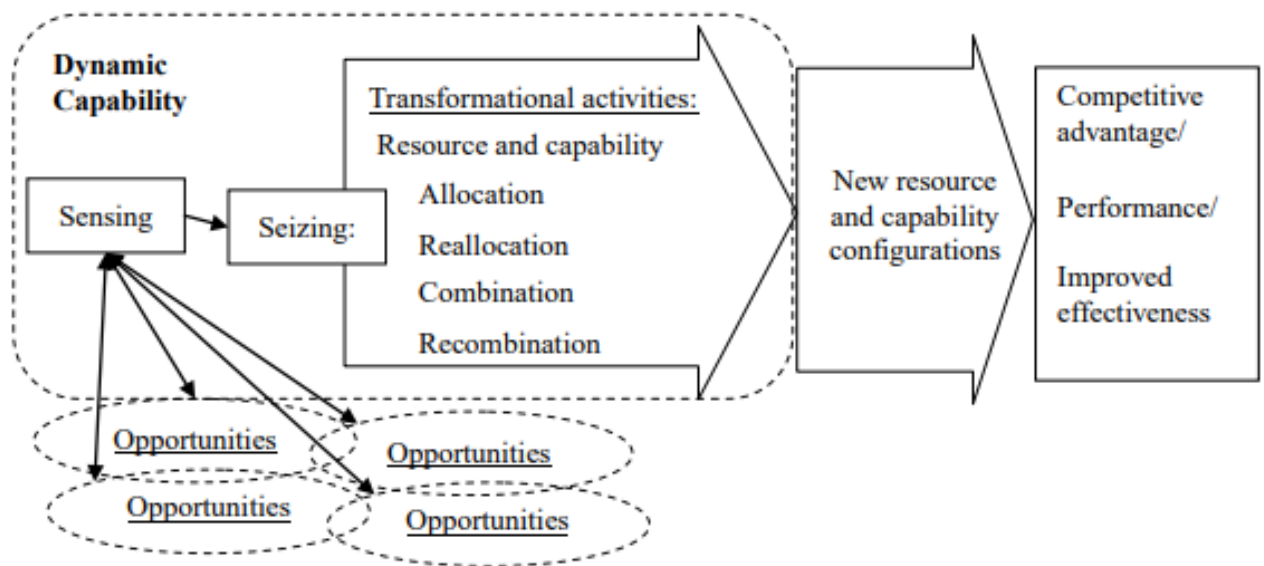 Dynamic
Capability
Sensing
Seizing:
Transformational activities:
Resource and capability
Allocation
Reallocation
Combination
Recombination
New resource
and capability
configurations
Competitive
advantage/
Performance/
Improved
effectiveness
Opportunities
Opportunities
Opportunities
Opportunities